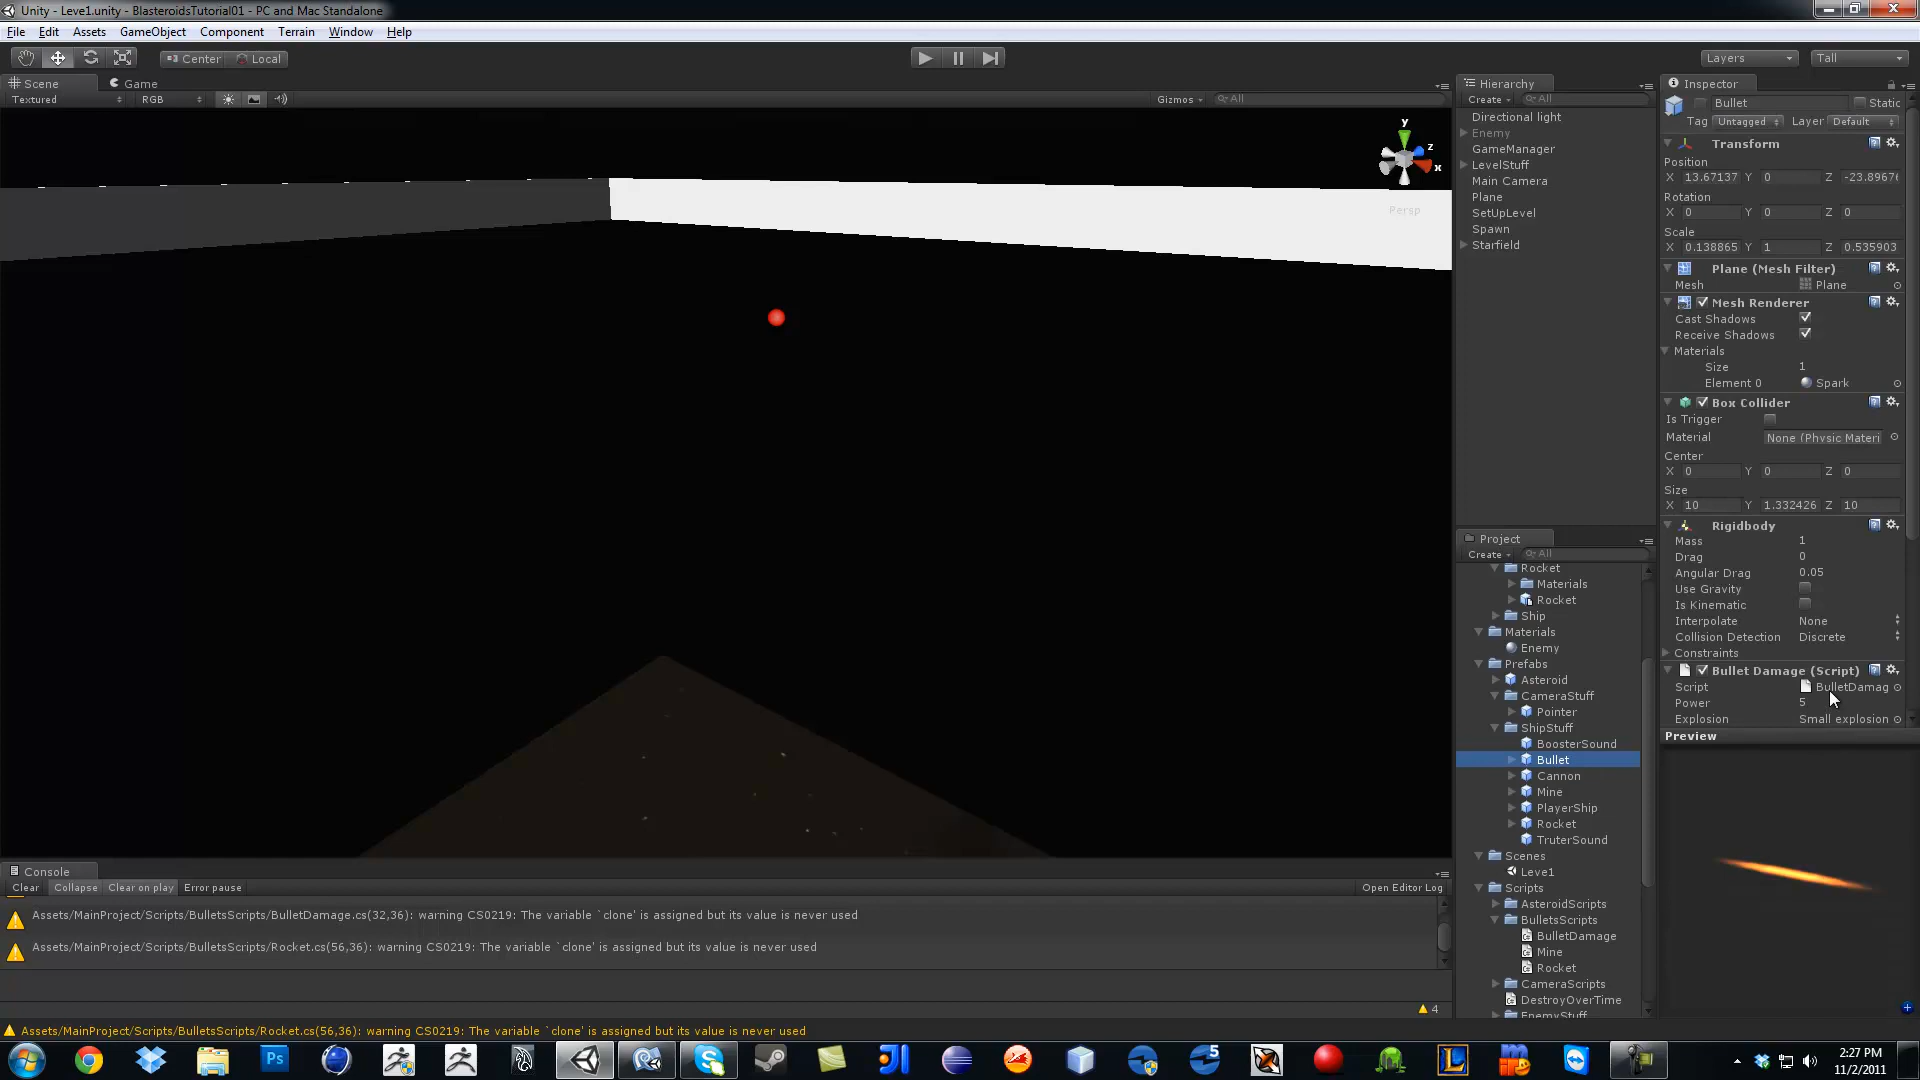 Unity - Leve1.unity - BlasteroidsTutorial01 - PC and Mac Standalone
File Edit Assets GameObject Component Terrain Window Help
Center Local
Layers Tall
Scene Game
Textured RGB Gizmos All
y z x
Persp
Hierarchy
Create All
Directional light
Enemy
GameManager
LevelStuff
Main Camera
Plane
SetUpLevel
Spawn
Starfield
Project
Create All
Rocket
Materials
Rocket
Ship
Materials
Enemy
Prefabs
Asteroid
CameraStuff
Pointer
ShipStuff
BoosterSound
Bullet
Cannon
Mine
PlayerShip
Rocket
TruterSound
Scenes
Leve1
Scripts
AsteroidScripts
BulletsScripts
BulletDamage
Mine
Rocket
CameraScripts
DestroyOverTime
EnemyStuff
Inspector
Bullet Static
Tag Untagged Layer Default
Transform
Position
X 13.67137 Y 0 Z -23.8967
Rotation
X 0 Y 0 Z 0
Scale
X 0.138865 Y 1 Z 0.535903
Plane (Mesh Filter)
Mesh Plane
Mesh Renderer
Cast Shadows
Receive Shadows
Materials
Size 1
Element 0 Spark
Box Collider
Is Trigger
Material None (Physic Materi
Center
X 0 Y 0 Z 0
Size
X 10 Y 1.332426 Z 10
Rigidbody
Mass 1
Drag 0
Angular Drag 0.05
Use Gravity
Is Kinematic
Interpolate None
Collision Detection Discrete
Constraints
Bullet Damage (Script)
Script BulletDamag
Power 5
Explosion Small explosion
Preview
Console
Clear Collapse Clear on play Error pause Open Editor Log
Assets/MainProject/Scripts/BulletsScripts/BulletDamage.cs(32,36): warning CS0219: The variable `clone' is assigned but its value is never used
Assets/MainProject/Scripts/BulletsScripts/Rocket.cs(56,36): warning CS0219: The variable `clone' is assigned but its value is never used
4
Assets/MainProject/Scripts/BulletsScripts/Rocket.cs(56,36): warning CS0219: The variable `clone' is assigned but its value is never used
Ps
5
2:27 PM
11/2/2011